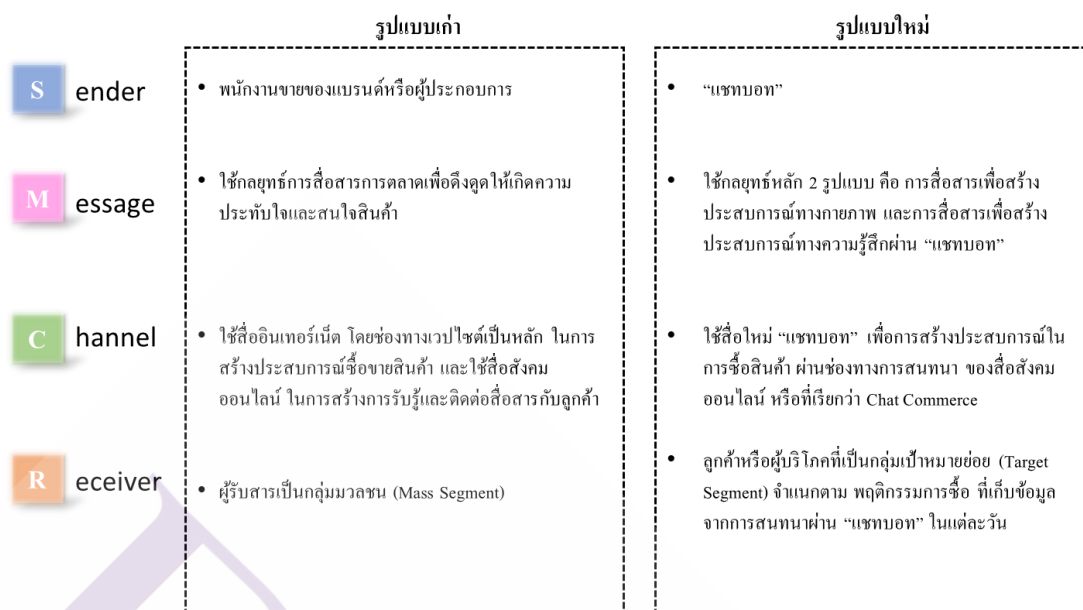 รูปแบบเก่า
รูปแบบใหม่
S ender
• พนักงานขายของแบรนด์หรือผู้ประกอบการ
• “แชทบอท”
M essage
• ใช้กลยุทธ์การสื่อสารการตลาดเพื่อดึงดูดให้เกิดความ
ประทับใจและสนใจสินค้า
• ใช้กลยุทธ์หลัก 2 รูปแบบ คือ การสื่อสารเพื่อสร้าง
ประสบการณ์ทางกายภาพ และการสื่อสารเพื่อสร้าง
ประสบการณ์ทางความรู้สึกผ่าน “แชทบอท”
C hannel
• ใช้สื่ออินเทอร์เน็ต โดยช่องทางเวปไซต์เป็นหลัก ในการ
สร้างประสบการณ์ซื้อขายสินค้า และใช้สื่อสังคม
ออนไลน์ ในการสร้างการรับรู้และติดต่อสื่อสารกับลูกค้า
• ใช้สื่อใหม่ “แชทบอท” เพื่อการสร้างประสบการณ์ใน
การซื้อสินค้า ผ่านช่องทางการสนทนา ของสื่อสังคม
ออนไลน์ หรือที่เรียกว่า Chat Commerce
R eceiver
• ผู้รับสารเป็นกลุ่มมวลชน (Mass Segment)
• ลูกค้าหรือผู้บริโภคที่เป็นกลุ่มเป้าหมายย่อย (Target
Segment) จำแนกตาม พฤติกรรมการซื้อ ที่เก็บข้อมูล
จากการสนทนาผ่าน “แชทบอท” ในแต่ละวัน